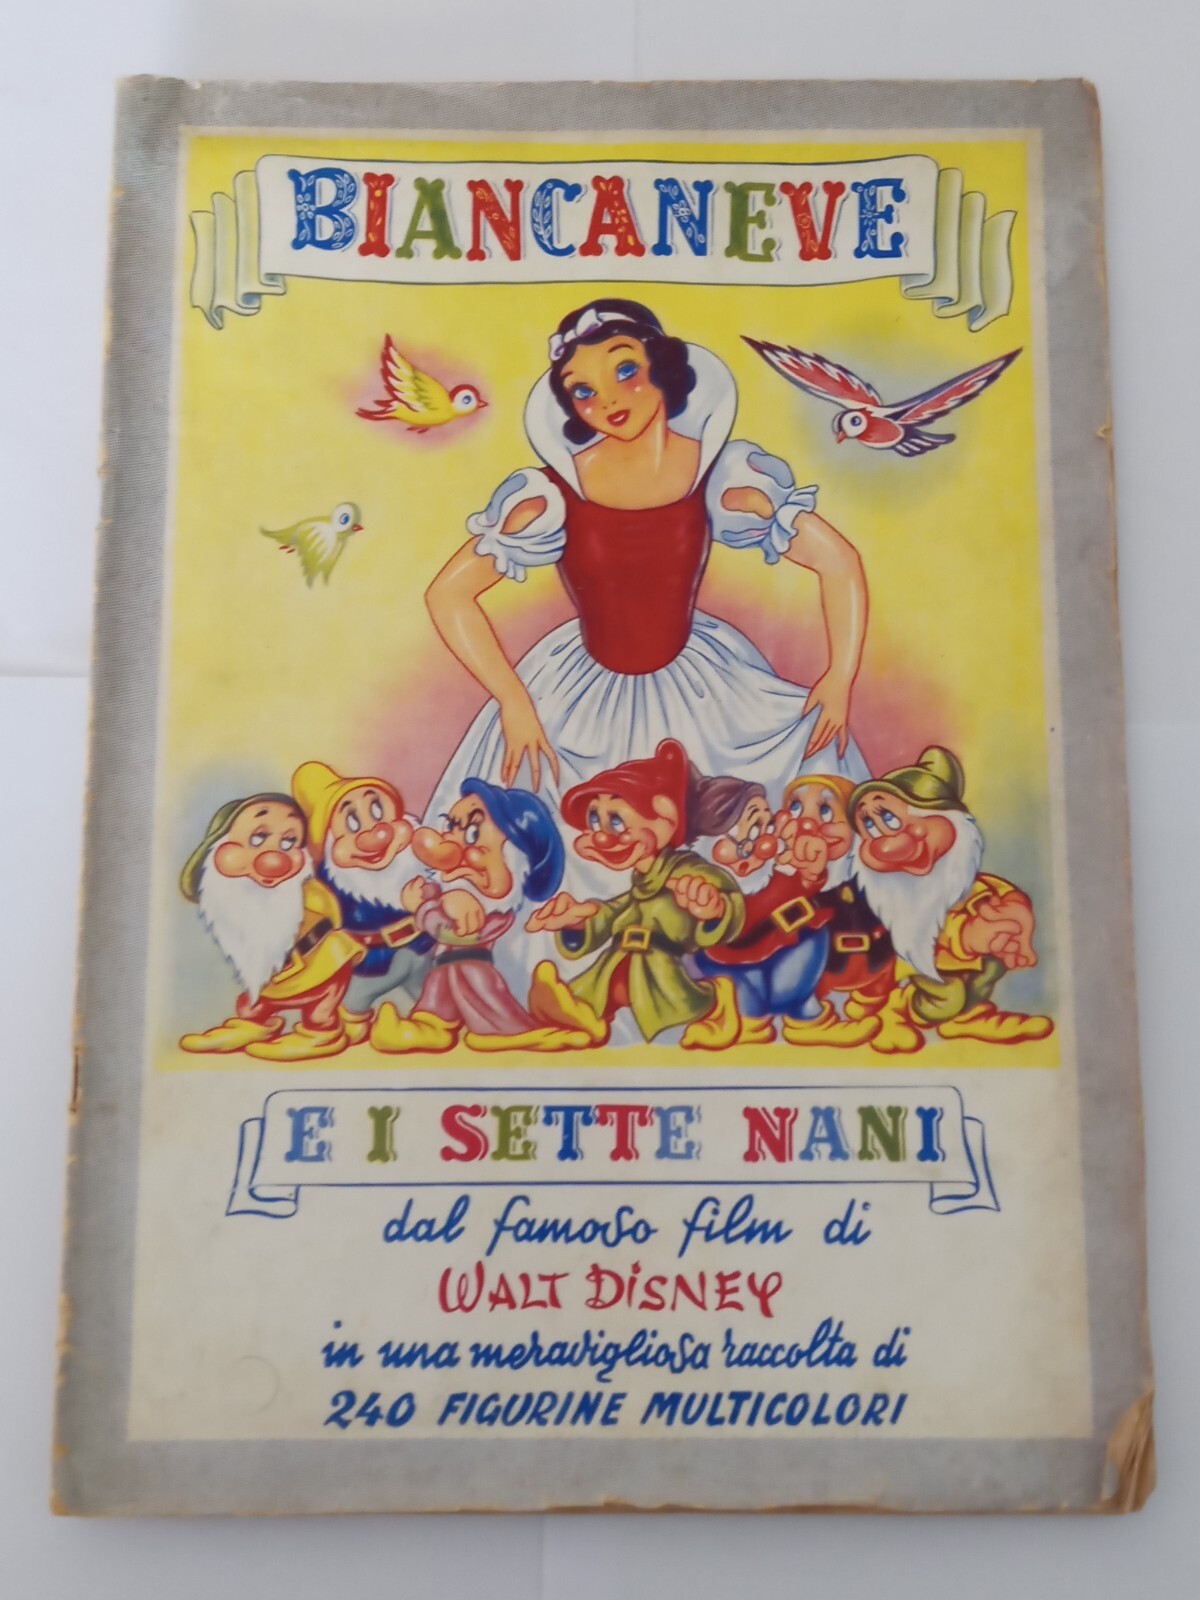 BIANCANEVE
E I SETTE NANI
dal famoso film di
WALT DISNEY
in una meravigliosa raccolta di
240 FIGURINE MULTICOLORI